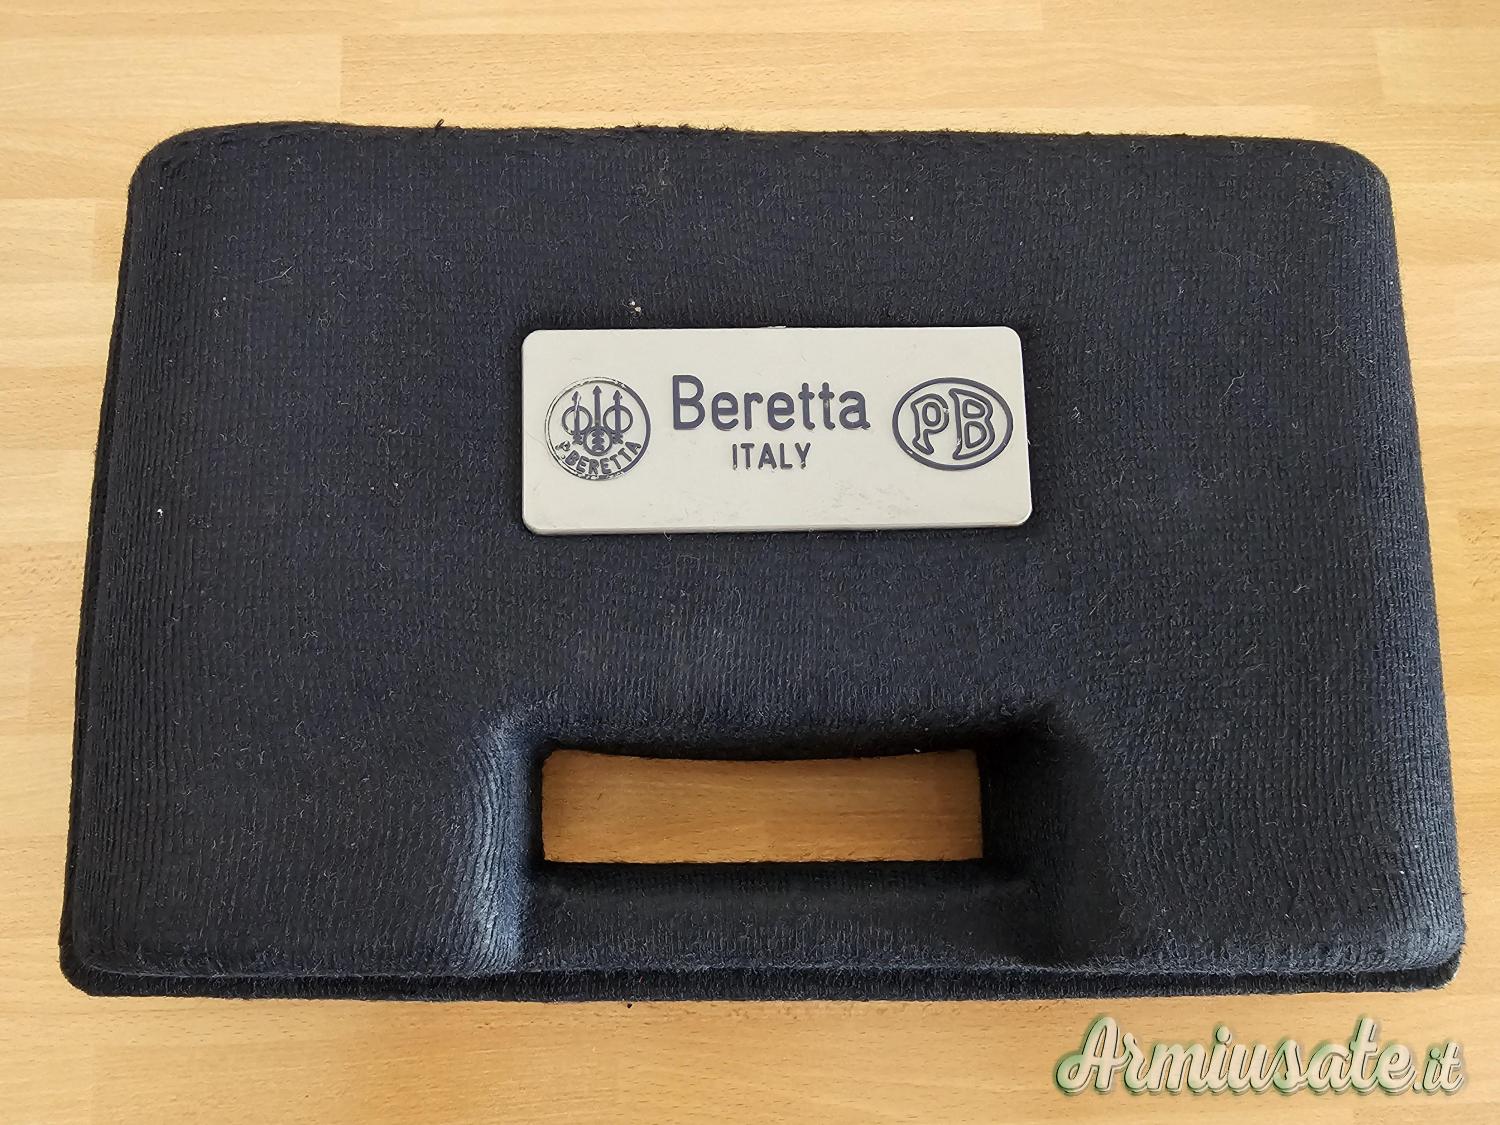 Beretta
ITALY
P. BERETTA
PB
Armiusate.it